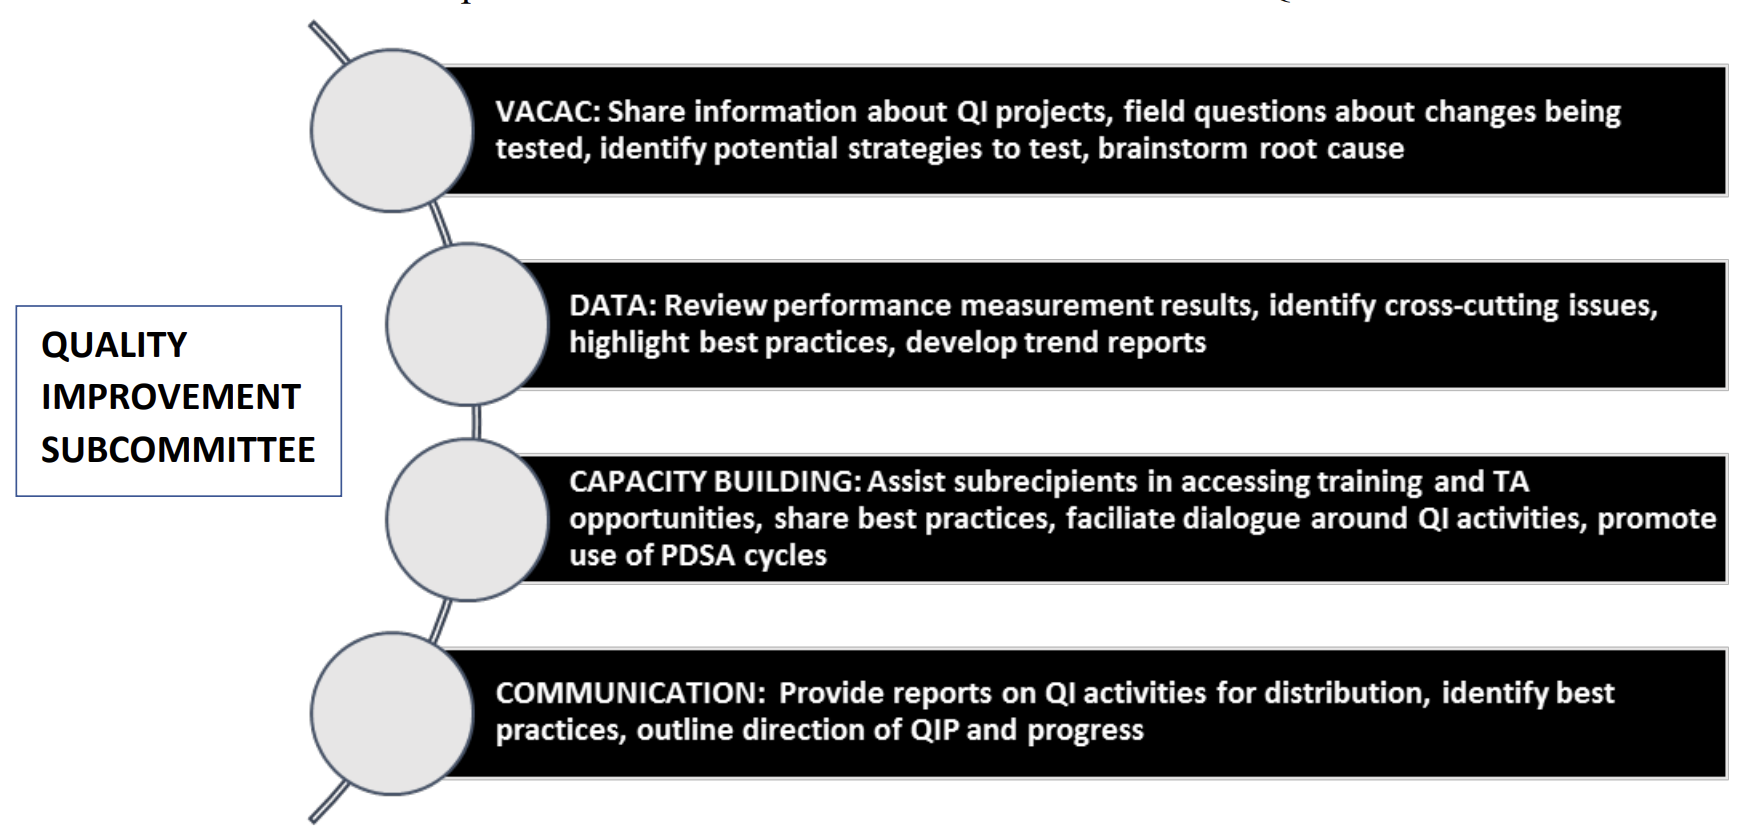 QUALITY
IMPROVEMENT
SUBCOMMITTEE
VACAC: Share information about QI projects, field questions about changes being
tested, identify potential strategies to test, brainstorm root cause
DATA: Review performance measurement results, identify cross-cutting issues,
highlight best practices, develop trend reports
CAPACITY BUILDING: Assist subrecipients in accessing training and TA
opportunities, share best practices, faciliate dialogue around QI activities, promote
use of PDSA cycles
COMMUNICATION:  Provide reports on QI activities for distribution, identify best
practices, outline direction of QIP and progress